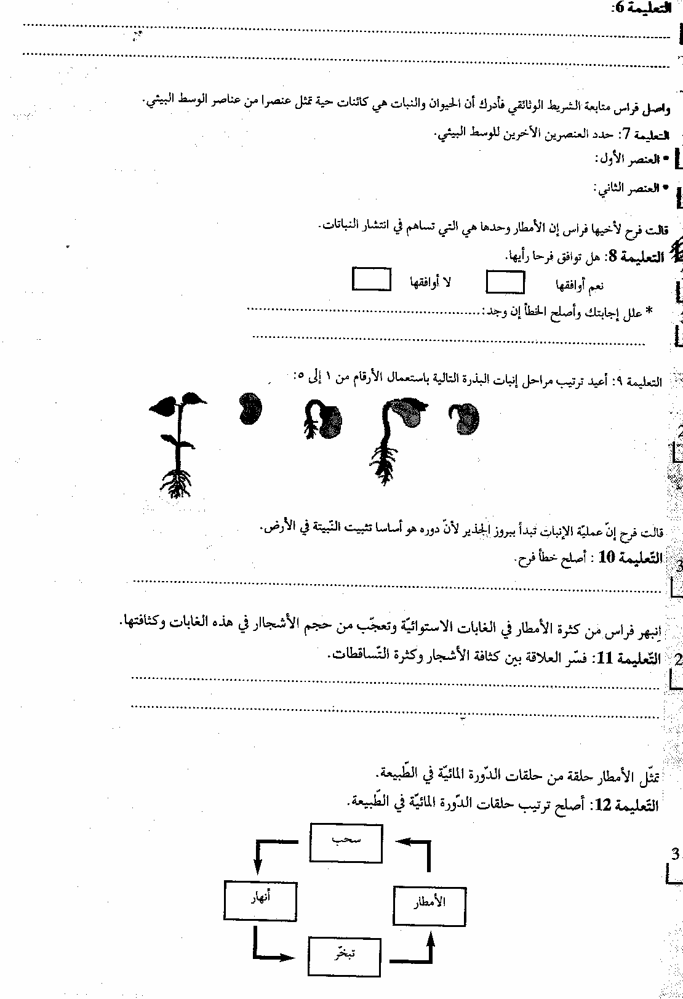 التعليمة 6:
واصل فراس متابعة الشريط الوثائقي فأدرك أن الحيوان والنبات هي كائنات حية تمثل عنصرا من عناصر الوسط البيئي.
التعليمة 7: حدد العنصرين الآخرين للوسط البيئي.
• العنصر الأول:
• العنصر الثاني:
قالت فرح لأخيها فراس إن الأمطار وحدها هي التي تساهم في انتشار النباتات.
التعليمة 8: هل توافق فرحا رأيها.
نعم أوافقها لا أوافقها
* علل إجابتك وأصلح الخطأ إن وجد:
التعليمة ٩: أعيد ترتيب مراحل إنبات البذرة التالية باستعمال الأرقام من ١ إلى ٥:
قالت فرح إنّ عمليّة الإنبات تبدأ ببروز الجذير لأنّ دوره هو أساسا تثبيت النّبيتة في الأرض.
التّعليمة 10 : أصلح خطأ فرح.
3
اِنبهر فراس من كثرة الأمطار في الغابات الاستوائيّة وتعجّب من حجم الأشجاار في هذه الغابات وكثافتها.
التّعليمة 11: فسّر العلاقة بين كثافة الأشجار وكثرة التّساقطات.
2
تمثّل الأمطار حلقة من حلقات الدّورة المائيّة في الطّبيعة.
التّعليمة 12: أصلح ترتيب حلقات الدّورة المائيّة في الطّبيعة.
سحب
3
أنهار
الأمطار
تبخّر